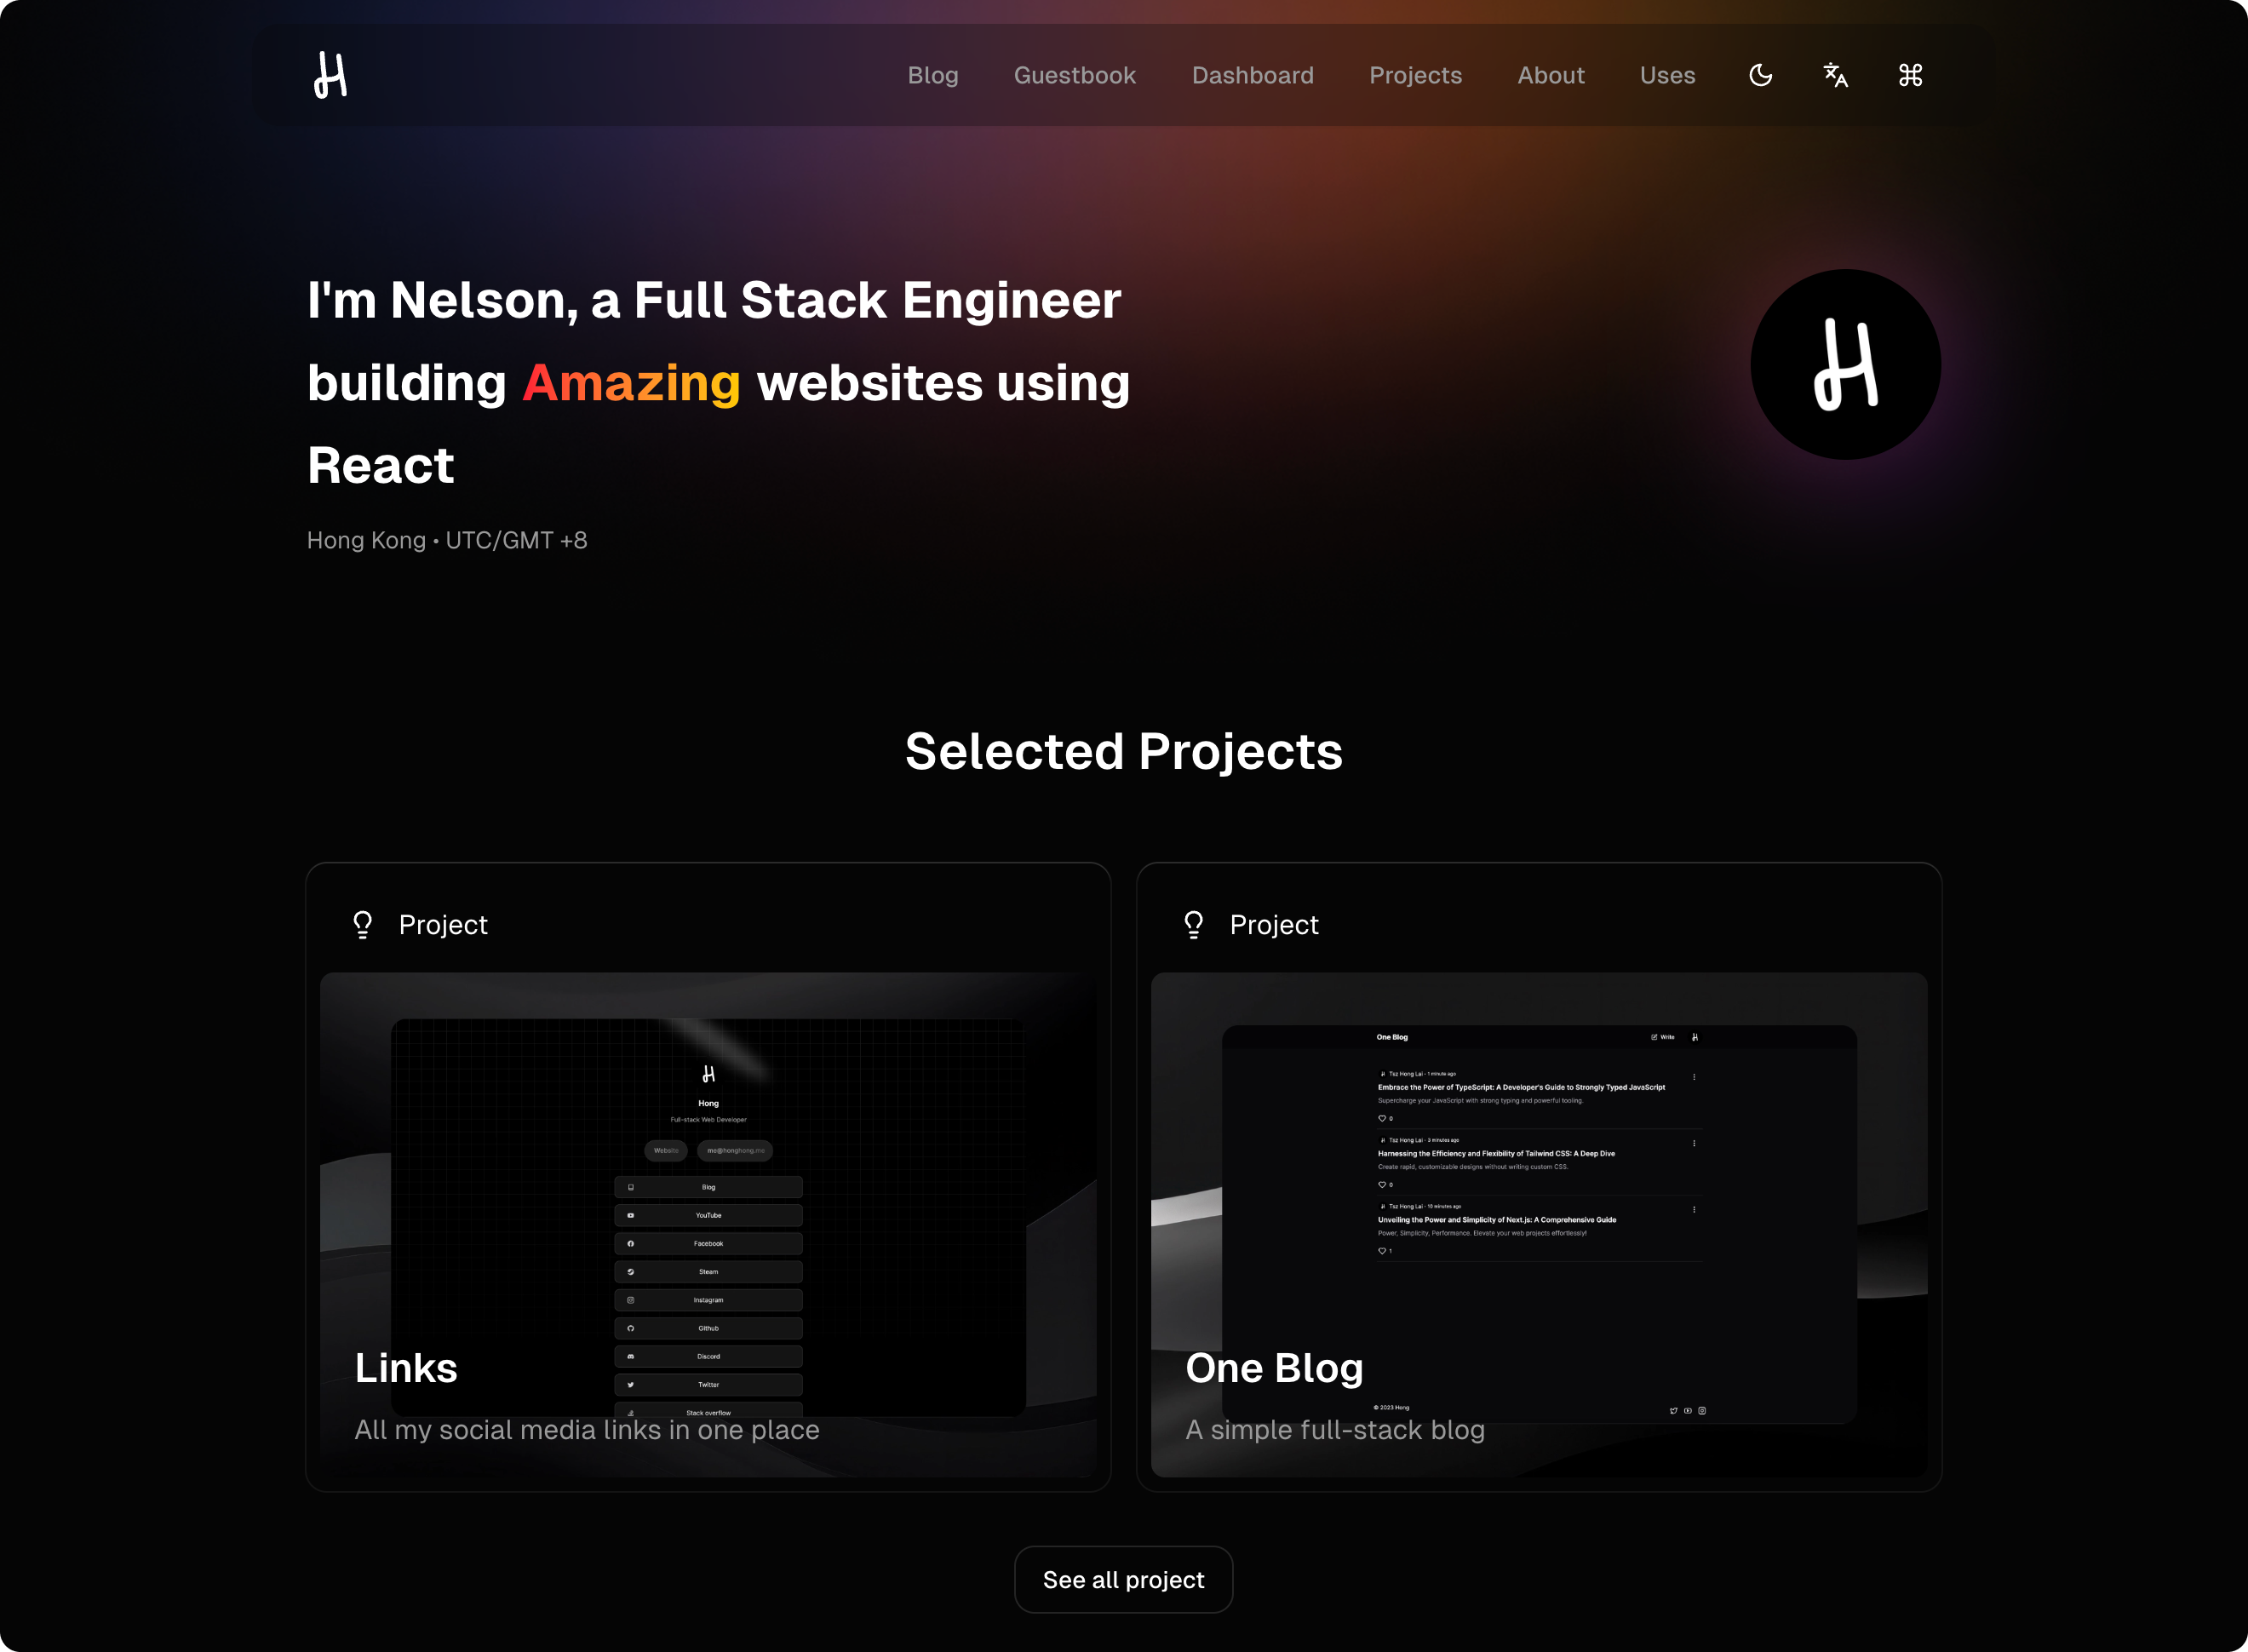 Blog Guestbook Dashboard Projects About Uses
I'm Nelson, a Full Stack Engineer
building Amazing websites using
React
Hong Kong • UTC/GMT +8
Selected Projects
Project
Hong
Full-stack Web Developer
Website me@honghong.me
Blog
YouTube
Facebook
Steam
Instagram
Github
Discord
Twitter
Stack overflow
Links
All my social media links in one place
Project
One Blog
Write
Tsz Hong Lai - 1 minute ago
Embrace the Power of TypeScript: A Developer's Guide to Strongly Typed JavaScript
Supercharge your JavaScript with strong typing and powerful tooling.
0
Tsz Hong Lai - 3 minutes ago
Harnessing the Efficiency and Flexibility of Tailwind CSS: A Deep Dive
Create rapid, customizable designs without writing custom CSS.
0
Tsz Hong Lai - 10 minutes ago
Unveiling the Power and Simplicity of Next.js: A Comprehensive Guide
Power, Simplicity, Performance. Elevate your web projects effortlessly!
1
One Blog
© 2023 Hong
A simple full-stack blog
See all project